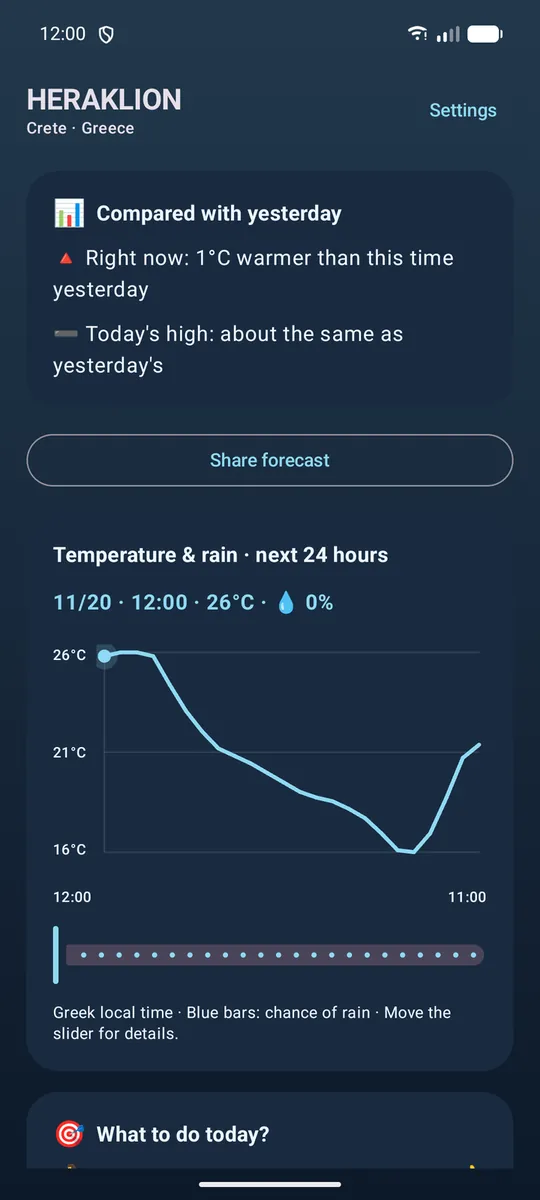 12:00
HERAKLION
Crete · Greece
Settings
📊 Compared with yesterday
🔺 Right now: 1°C warmer than this time
yesterday
➖ Today's high: about the same as
yesterday's
Share forecast
Temperature & rain · next 24 hours
11/20 · 12:00 · 26°C · 💧 0%
26°C
21°C
16°C
12:00
11:00
Greek local time · Blue bars: chance of rain · Move the
slider for details.
🎯 What to do today?